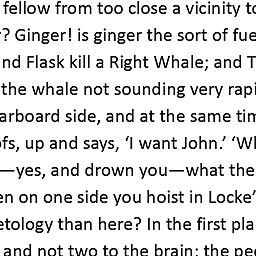 fellow from too close a vicinity to
? Ginger! is ginger the sort of fue
nd Flask kill a Right Whale; and T
the whale not sounding very rapi
arboard side, and at the same tim
ofs, up and says, ‘I want John.’ ‘Wh
—yes, and drown you—what the
en on one side you hoist in Locke’
etology than here? In the first pla
and not two to the brain; the pe